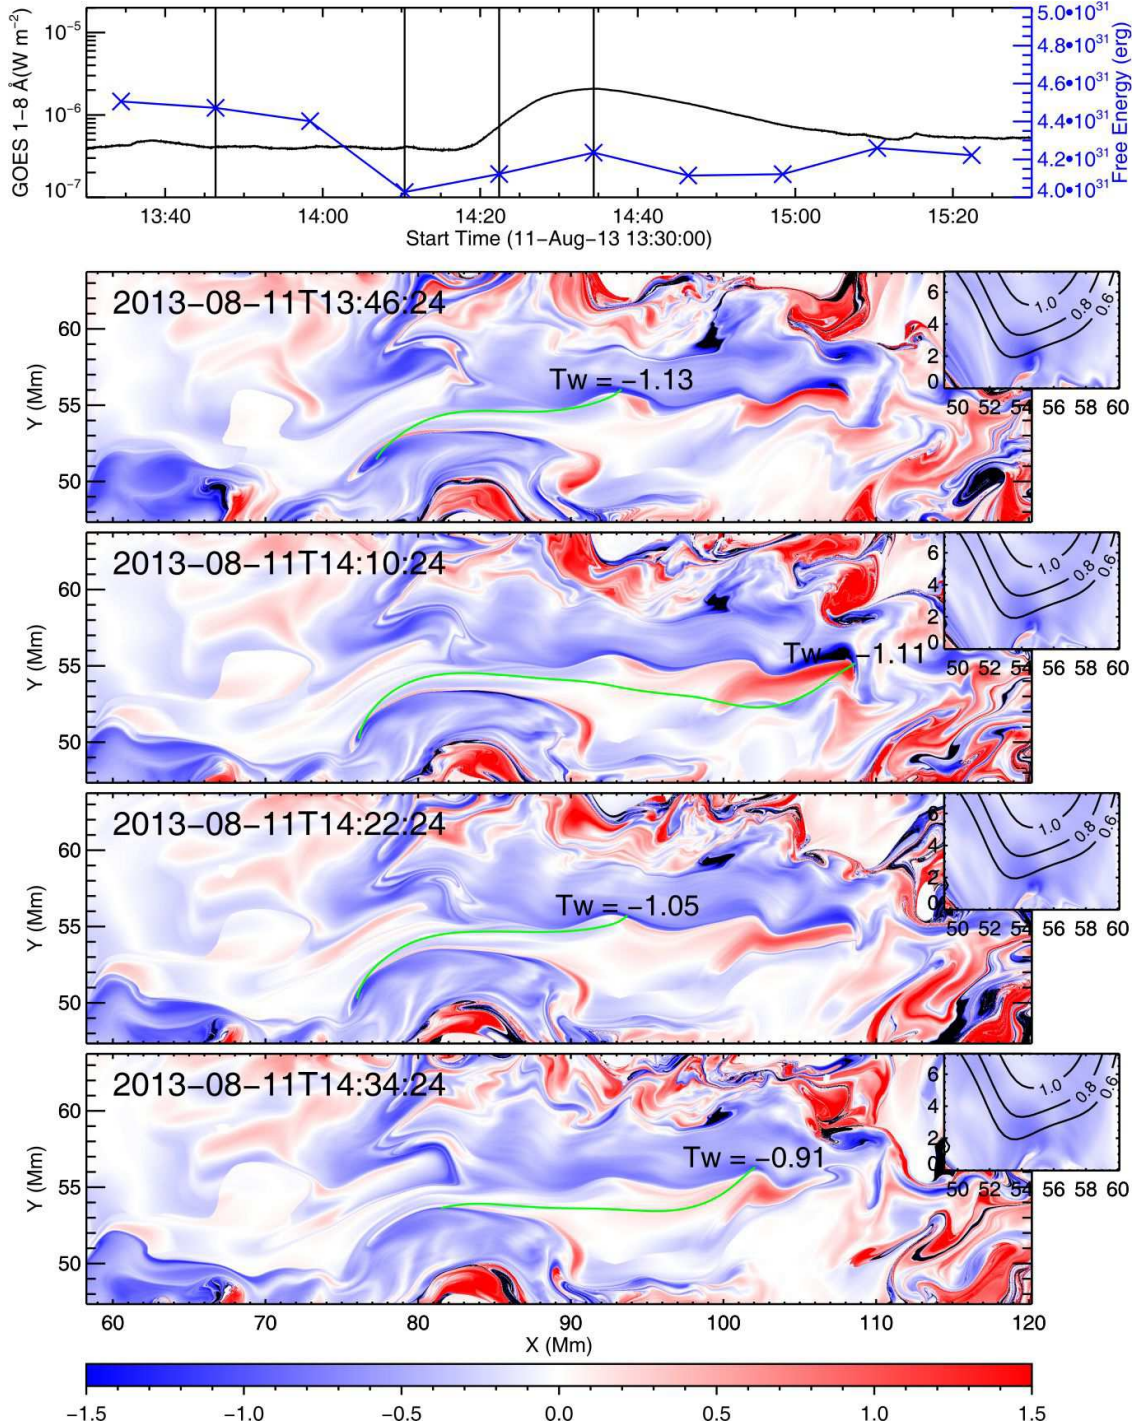 GOES 1−8 Å(W m−2)
10−5
10−6
10−7
5.0•10^31
4.8•10^31
4.6•10^31
4.4•10^31
4.2•10^31
4.0•10^31
Free Energy (erg)
13:40 14:00 14:20 14:40 15:00 15:20
Start Time (11−Aug−13 13:30:00)
2013−08−11T13:46:24
Tw = −1.13
Y (Mm)
60
55
50
6
4
2
0
1.0 0.8 0.6
50 52 54 56 58 60
2013−08−11T14:10:24
Tw −1.11
Y (Mm)
60
55
50
6
4
2
0
1.0 0.8 0.6
50 52 54 56 58 60
2013−08−11T14:22:24
Tw = −1.05
Y (Mm)
60
55
50
6
4
2
0
1.0 0.8 0.6
50 52 54 56 58 60
2013−08−11T14:34:24
Tw = −0.91
Y (Mm)
60
55
50
6
4
2
0
1.0 0.8 0.6
50 52 54 56 58 60
60 70 80 90 100 110 120
X (Mm)
−1.5 −1.0 −0.5 0.0 0.5 1.0 1.5